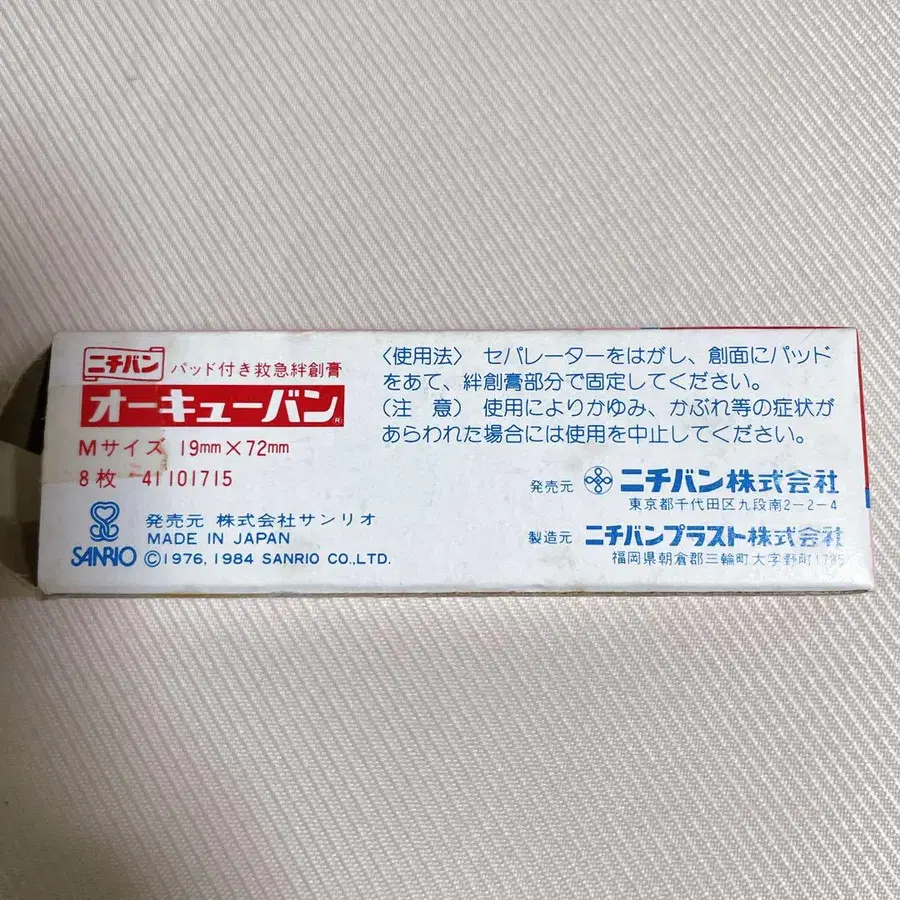 ニチバン パッド付き救急絆創膏
オーキューバン®
Mサイズ 19mm×72mm
8枚 41101715
SANRIO
発売元 株式会社サンリオ
MADE IN JAPAN
©1976, 1984 SANRIO CO., LTD.
〈使用法〉 セパレーターをはがし、創面にパッド
をあて、絆創膏部分で固定してください。
(注 意) 使用によりかゆみ、かぶれ等の症状が
あらわれた場合には使用を中止してください。
発売元 ニチバン株式会社
東京都千代田区九段南2-2-4
製造元 ニチバンプラスト株式会社
福岡県朝倉郡三輪町大字野町1795